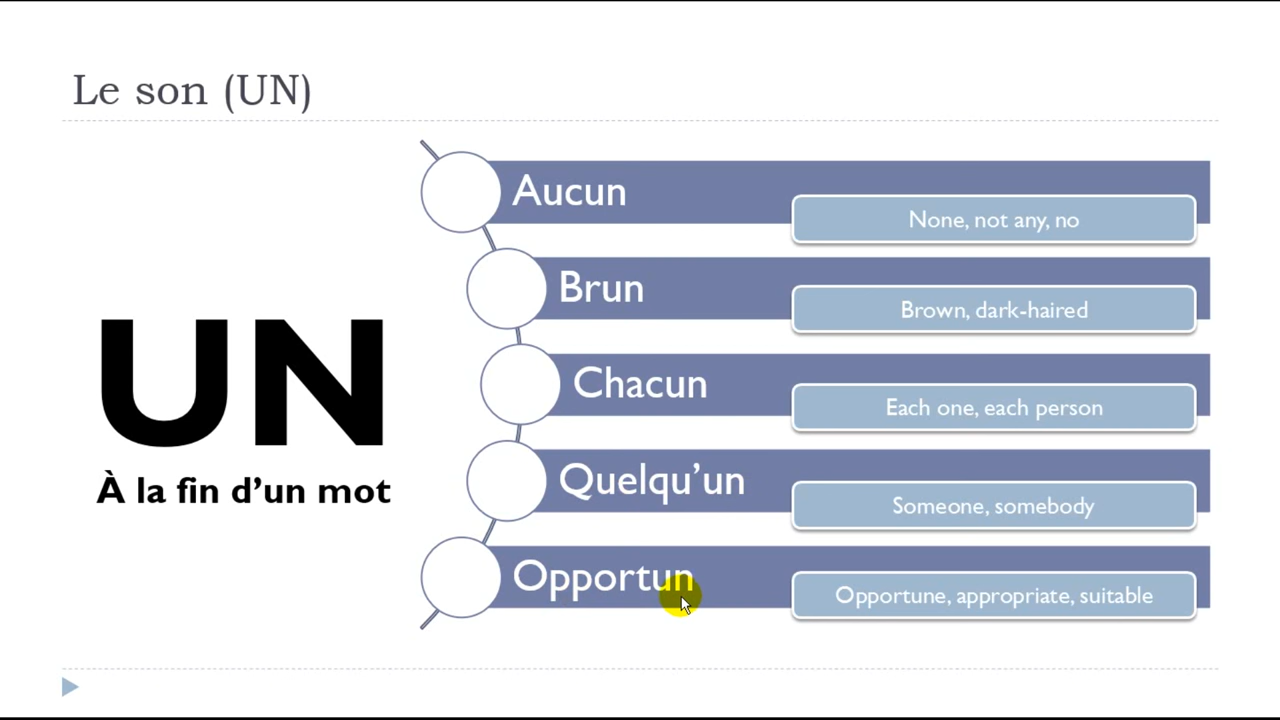 Le son (UN)
UN
À la fin d’un mot
Aucun
None, not any, no
Brun
Brown, dark-haired
Chacun
Each one, each person
Quelqu’un
Someone, somebody
Opportun
Opportune, appropriate, suitable